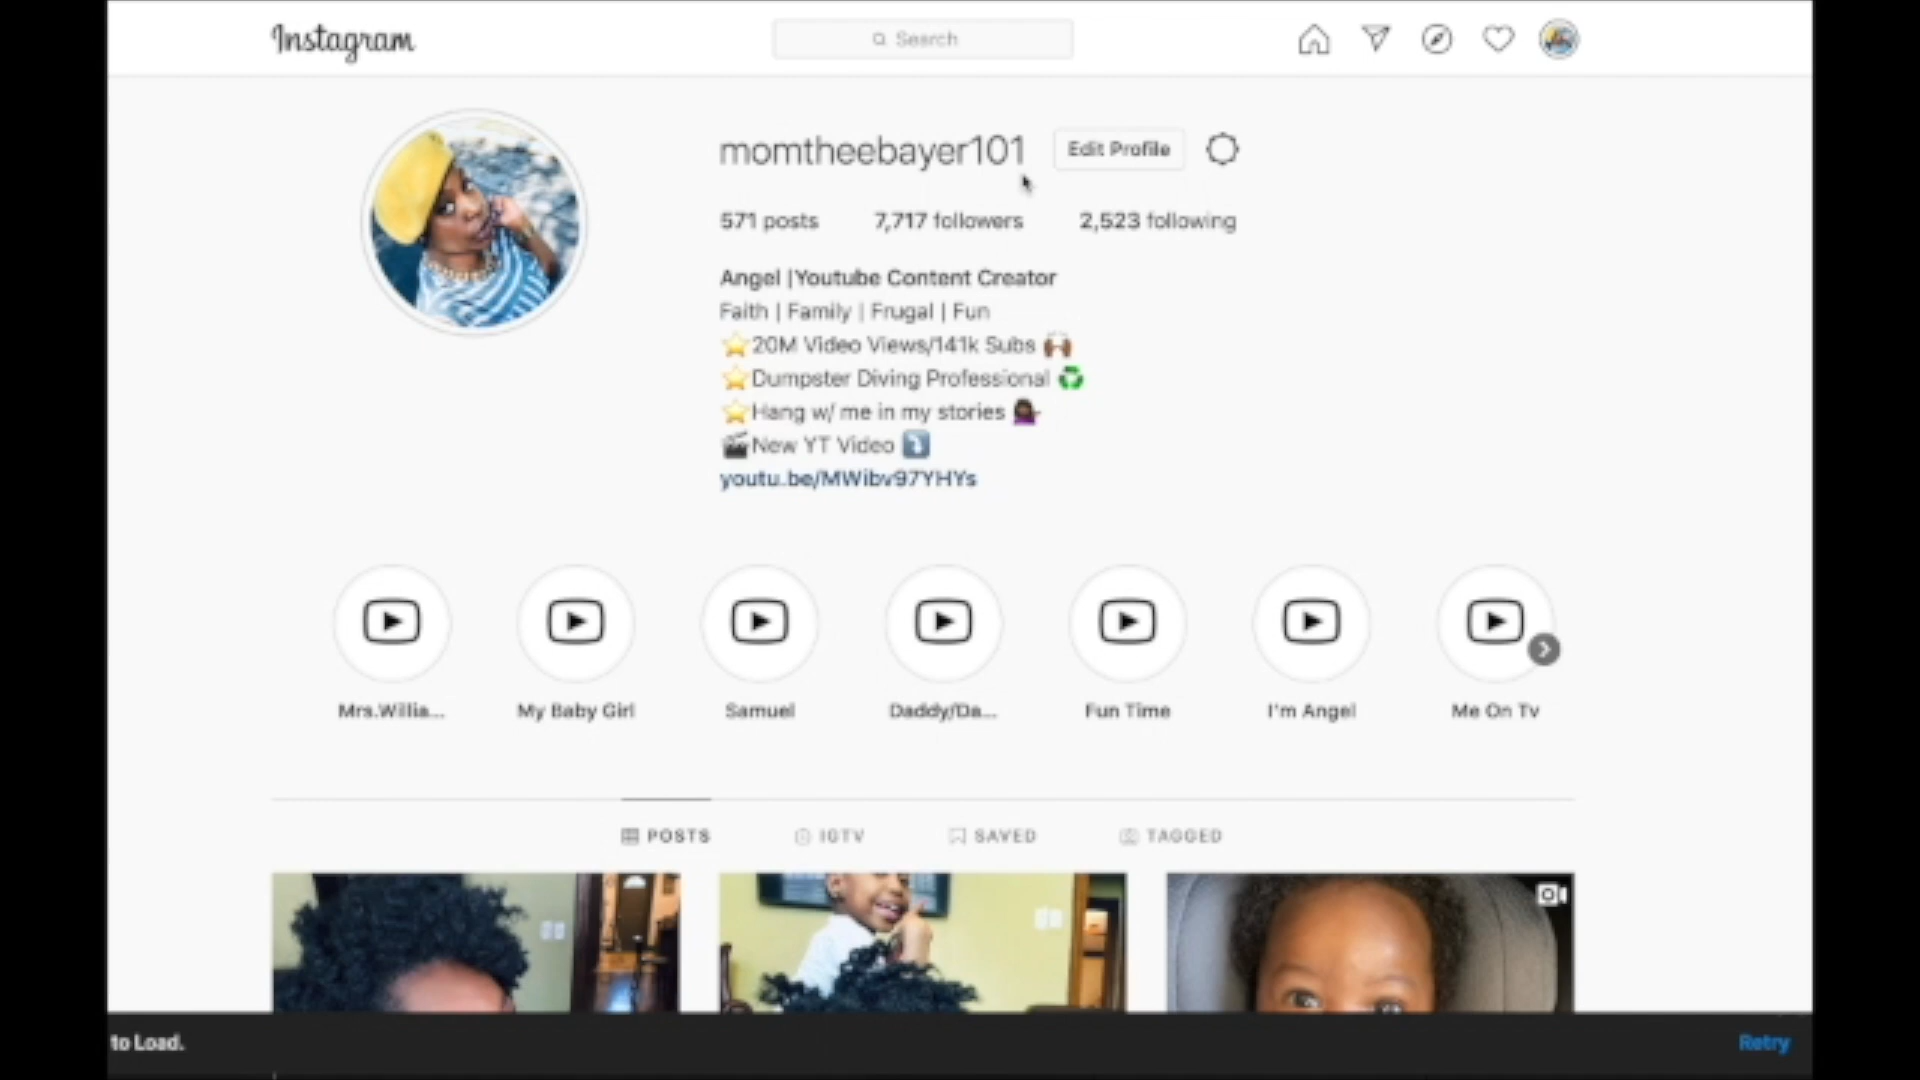 Instagram
Search
momtheebayer101 Edit Profile
571 posts 7,717 followers 2,523 following
Angel |Youtube Content Creator
Faith | Family | Frugal | Fun
⭐20M Video Views/141k Subs 🙌🏾
⭐Dumpster Diving Professional ♻️
⭐Hang w/ me in my stories 💁🏿‍♀️
🎬New YT Video ⤵️
youtu.be/MWibv97YHYs
Mrs.Willia... My Baby Girl Samuel Daddy/Da... Fun Time I'm Angel Me On Tv
POSTS IGTV SAVED TAGGED
to Load. Retry